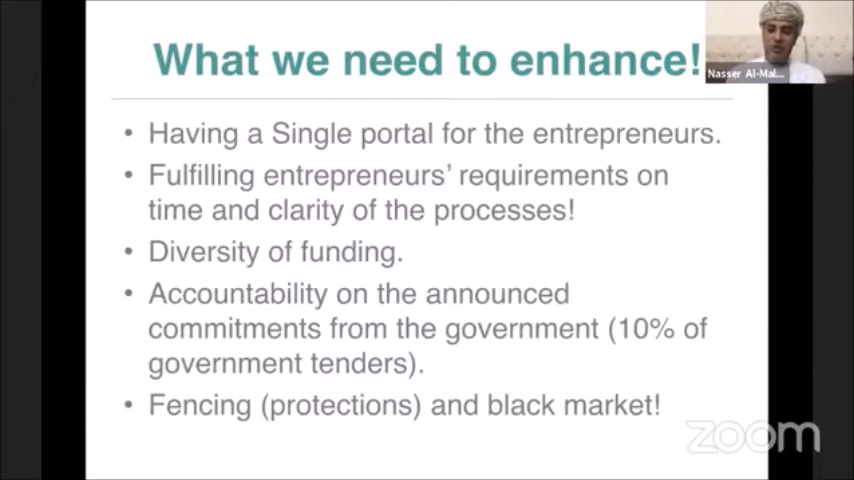 What we need to enhance!
Nasser Al-Mal...
• Having a Single portal for the entrepreneurs.
• Fulfilling entrepreneurs’ requirements on
time and clarity of the processes!
• Diversity of funding.
• Accountability on the announced
commitments from the government (10% of
government tenders).
• Fencing (protections) and black market!
zoom